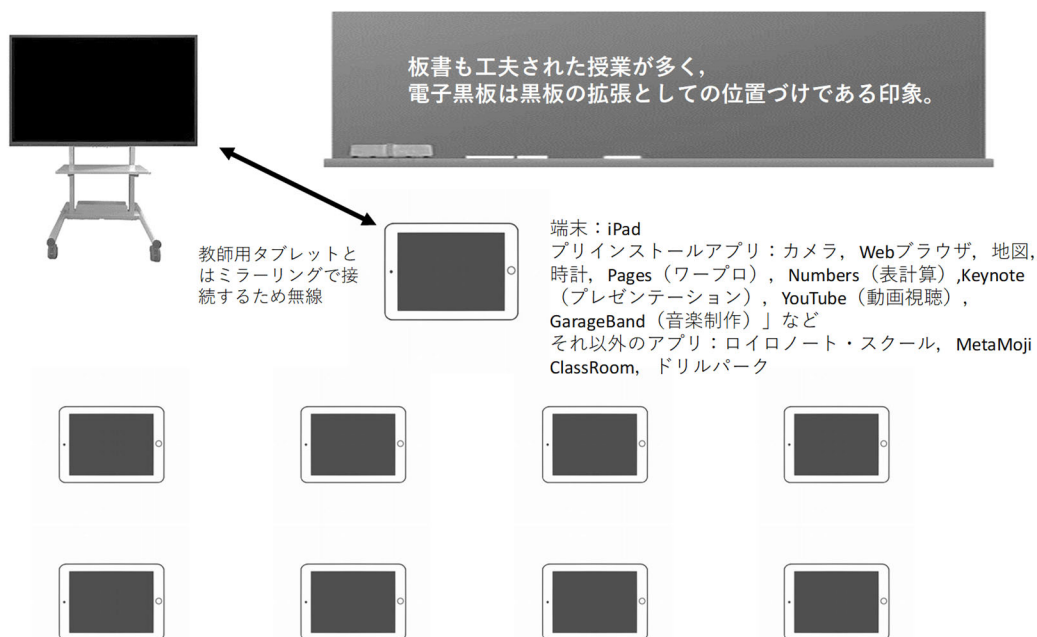 板書も工夫された授業が多く，
電子黒板は黒板の拡張としての位置づけである印象。
教師用タブレットと
はミラーリングで接
続するため無線
端末：iPad
プリインストールアプリ：カメラ，Webブラウザ，地図，
時計，Pages（ワープロ），Numbers（表計算）,Keynote
（プレゼンテーション），YouTube（動画視聴），
GarageBand（音楽制作）」など
それ以外のアプリ：ロイロノート・スクール，MetaMoji
ClassRoom，ドリルパーク